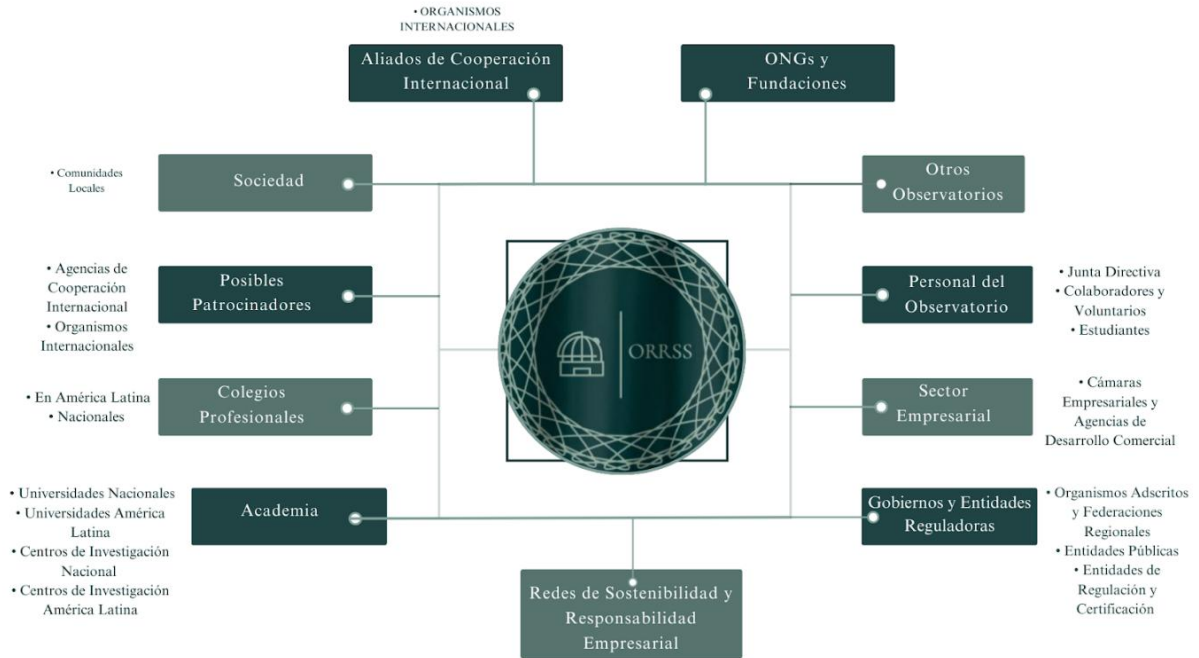 • ORGANISMOS
INTERNACIONALES
Aliados de Cooperación
Internacional
ONGs y
Fundaciones
• Comunidades
Locales
Sociedad
Otros
Observatorios
• Agencias de
Cooperación
Internacional
• Organismos
Internacionales
Posibles
Patrocinadores
Personal del
Observatorio
• Junta Directiva
• Colaboradores y
Voluntarios
• Estudiantes
ORRSS
• En América Latina
• Nacionales
Colegios
Profesionales
Sector
Empresarial
• Cámaras
Empresariales y
Agencias de
Desarrollo Comercial
• Universidades Nacionales
• Universidades América
Latina
• Centros de Investigación
Nacional
• Centros de Investigación
América Latina
Academia
Gobiernos y Entidades
Reguladoras
• Organismos Adscritos
y Federaciones
Regionales
• Entidades Públicas
• Entidades de
Regulación y
Certificación
Redes de Sostenibilidad y
Responsabilidad
Empresarial